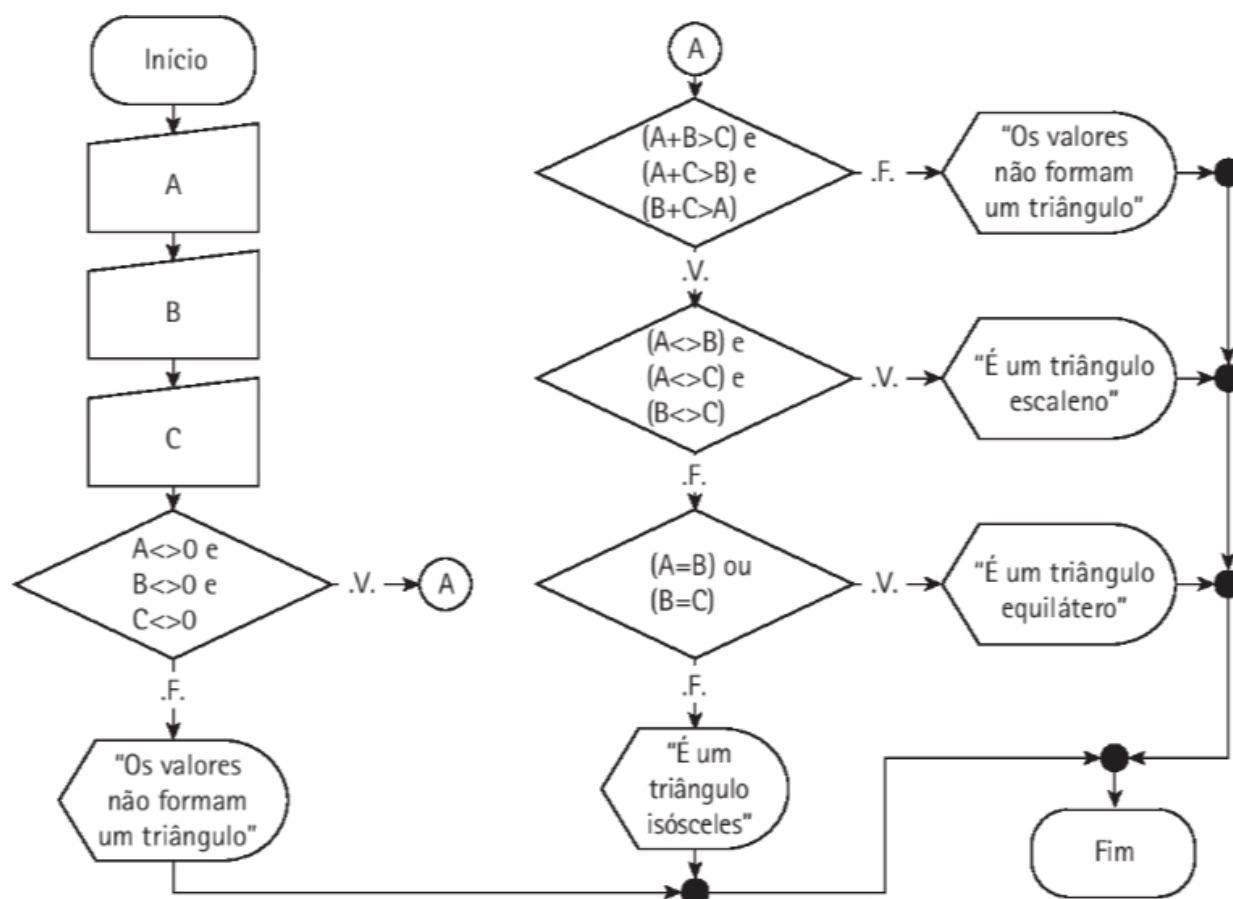 Início
A
B
C
A<>0 e
B<>0 e
C<>0
.V.
A
.F.
"Os valores
não formam
um triângulo"
A
(A+B>C) e
(A+C>B) e
(B+C>A)
.F.
"Os valores
não formam
um triângulo"
.V.
(A<>B) e
(A<>C) e
(B<>C)
.V.
"É um triângulo
escaleno"
.F.
(A=B) ou
(B=C)
.V.
"É um triângulo
equilátero"
.F.
"É um
triângulo
isósceles"
Fim